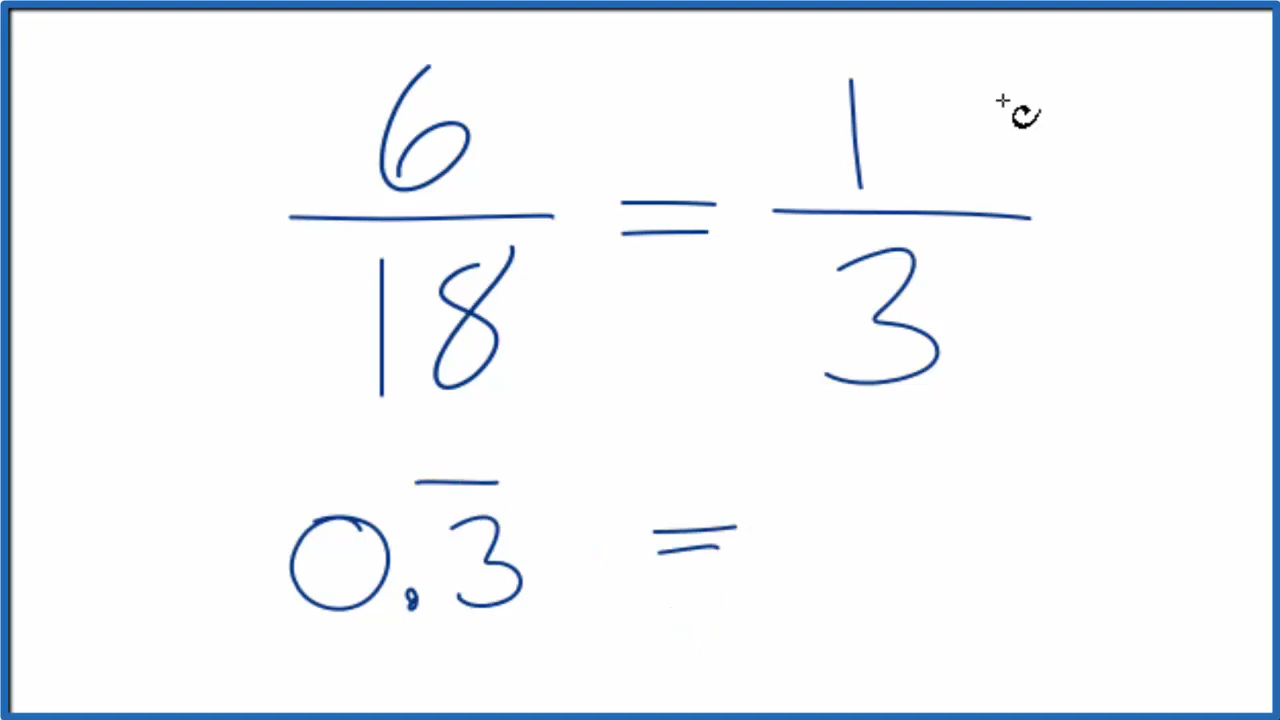 6/18 = 1/3
0.3̅ =